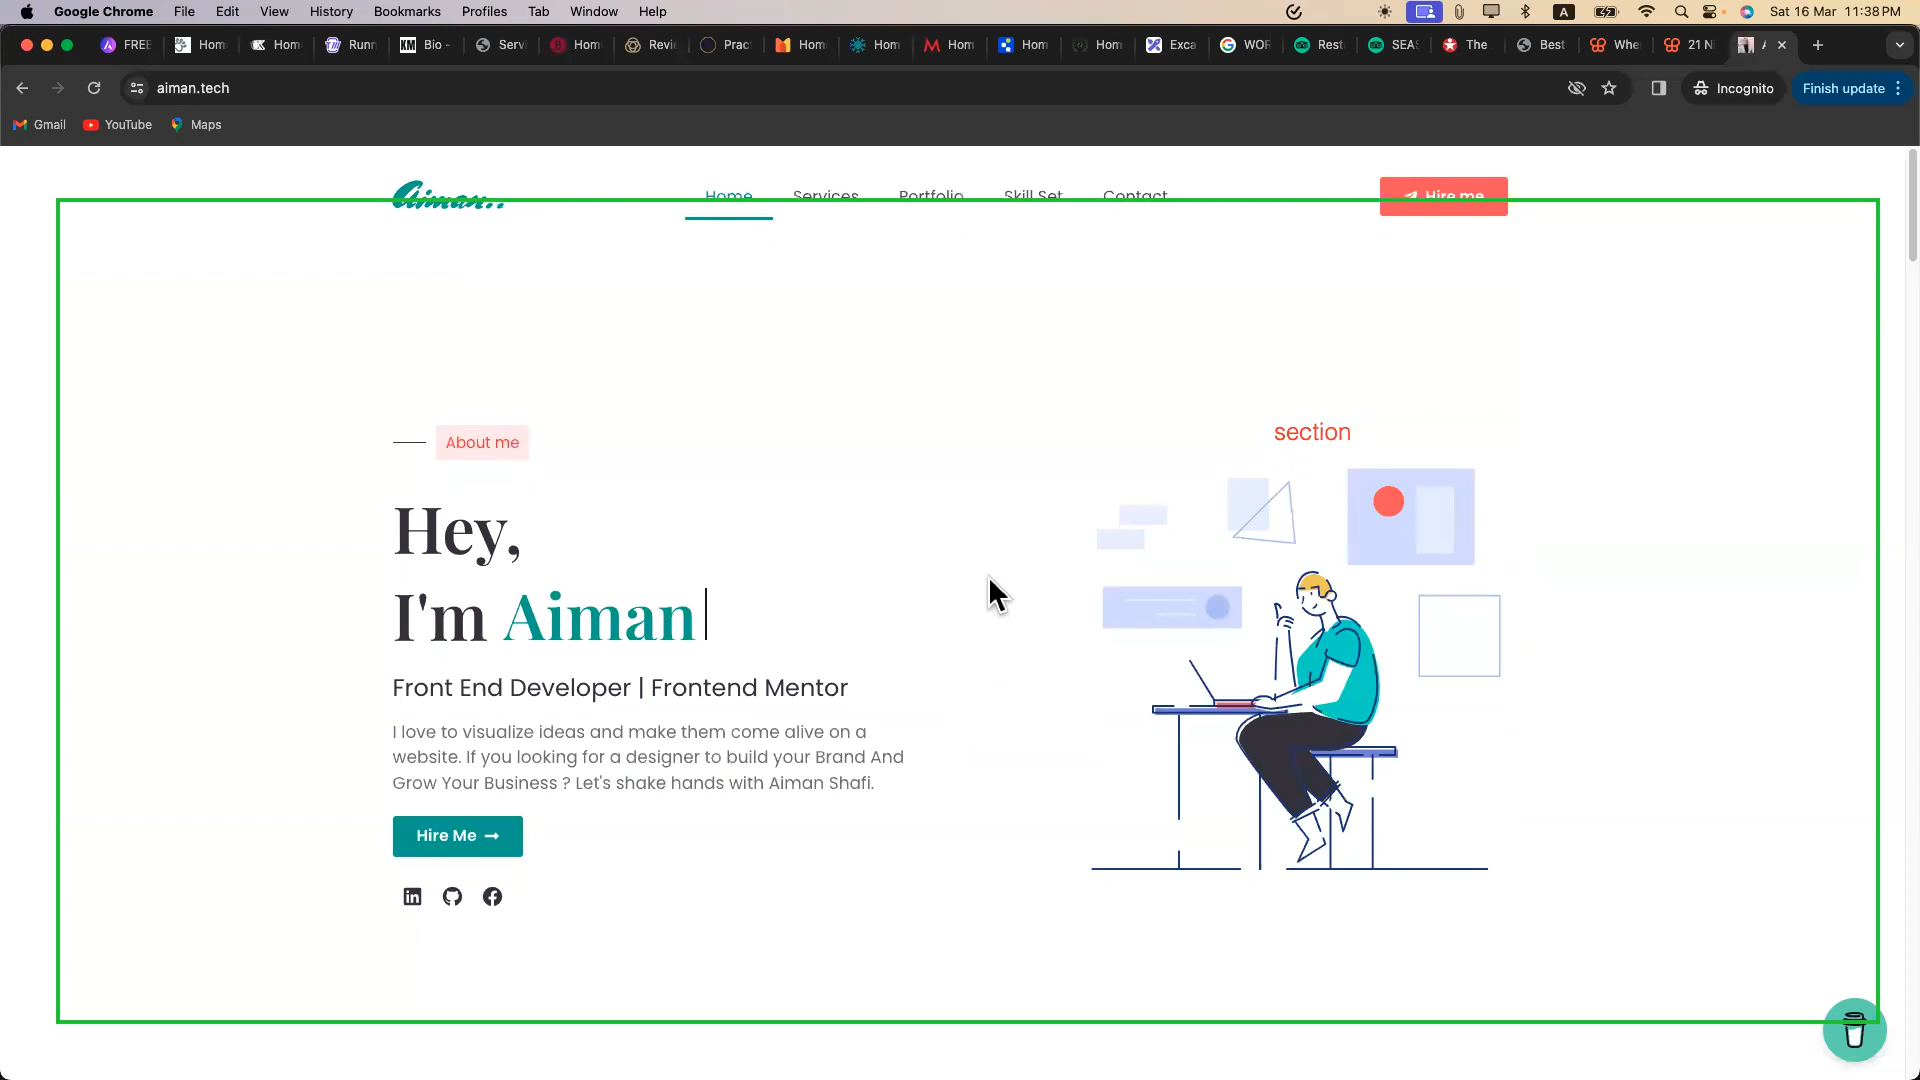 Google Chrome File Edit View History Bookmarks Profiles Tab Window Help A Sat 16 Mar 11:38 PM
FREE Hom Hom Runn KM Bio - Servi Hom Revi Prac Hom Hom Hom Hom Hom Exca WOR Rest SEAS The Best Whe 21 N
aiman.tech Incognito Finish update
Gmail YouTube Maps
Aiman.. Home Services Portfolio Skill Set Contact Hire me
About me
section
Hey,
I'm Aiman
Front End Developer | Frontend Mentor
I love to visualize ideas and make them come alive on a
website. If you looking for a designer to build your Brand And
Grow Your Business ? Let's shake hands with Aiman Shafi.
Hire Me